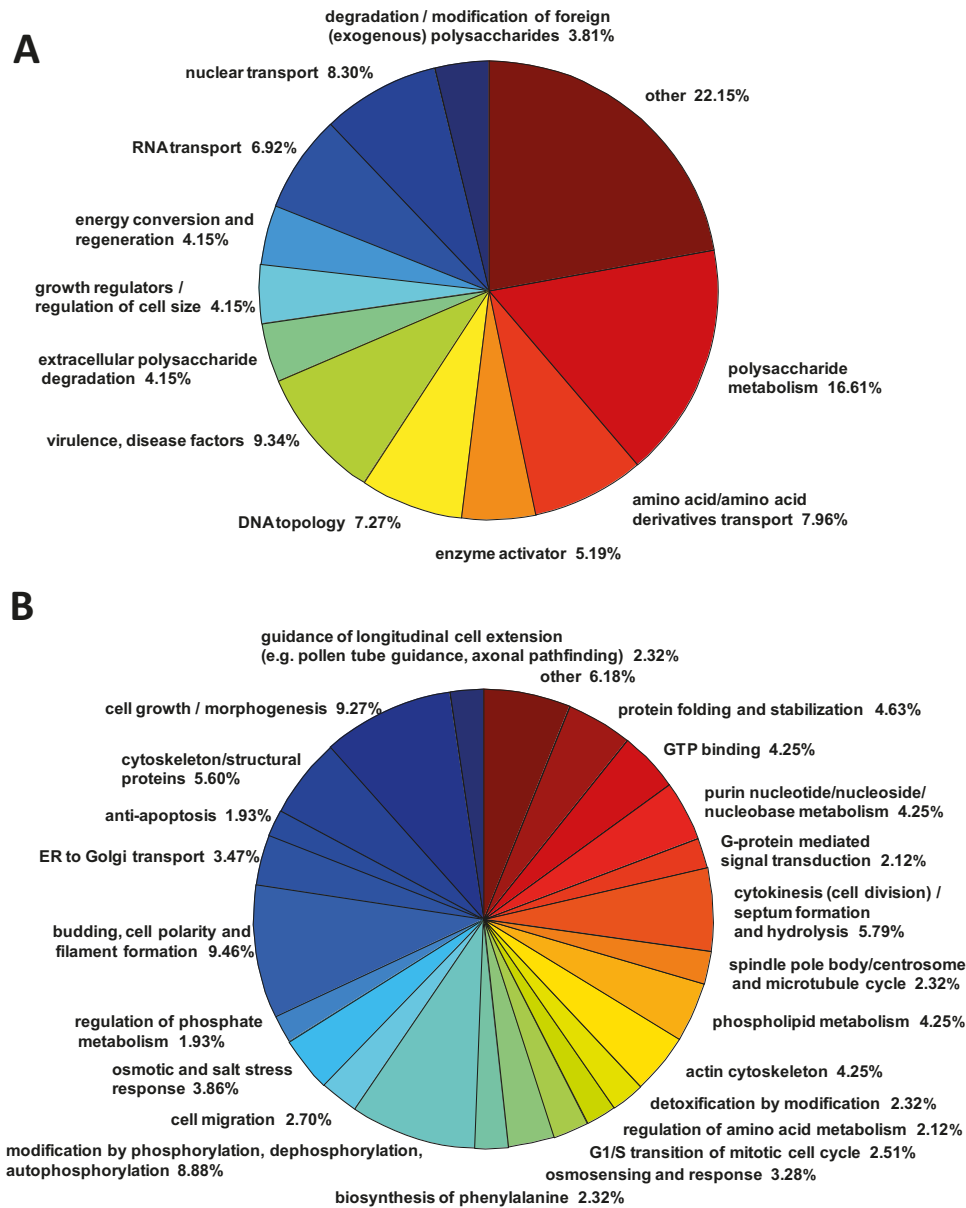 A
degradation / modification of foreign
(exogenous) polysaccharides 3.81%
nuclear transport 8.30%
other 22.15%
RNA transport 6.92%
energy conversion and
regeneration 4.15%
growth regulators /
regulation of cell size 4.15%
extracellular polysaccharide
degradation 4.15%
polysaccharide
metabolism 16.61%
virulence, disease factors 9.34%
amino acid/amino acid
derivatives transport 7.96%
DNA topology 7.27%
enzyme activator 5.19%
B
guidance of longitudinal cell extension
(e.g. pollen tube guidance, axonal pathfinding) 2.32%
other 6.18%
cell growth / morphogenesis 9.27%
protein folding and stabilization 4.63%
GTP binding 4.25%
cytoskeleton/structural
proteins 5.60%
purin nucleotide/nucleoside/
nucleobase metabolism 4.25%
anti-apoptosis 1.93%
G-protein mediated
signal transduction 2.12%
ER to Golgi transport 3.47%
cytokinesis (cell division) /
septum formation
and hydrolysis 5.79%
budding, cell polarity and
filament formation 9.46%
spindle pole body/centrosome
and microtubule cycle 2.32%
regulation of phosphate
metabolism 1.93%
phospholipid metabolism 4.25%
osmotic and salt stress
response 3.86%
actin cytoskeleton 4.25%
detoxification by modification 2.32%
cell migration 2.70%
regulation of amino acid metabolism 2.12%
modification by phosphorylation, dephosphorylation,
autophosphorylation 8.88%
G1/S transition of mitotic cell cycle 2.51%
osmosensing and response 3.28%
biosynthesis of phenylalanine 2.32%